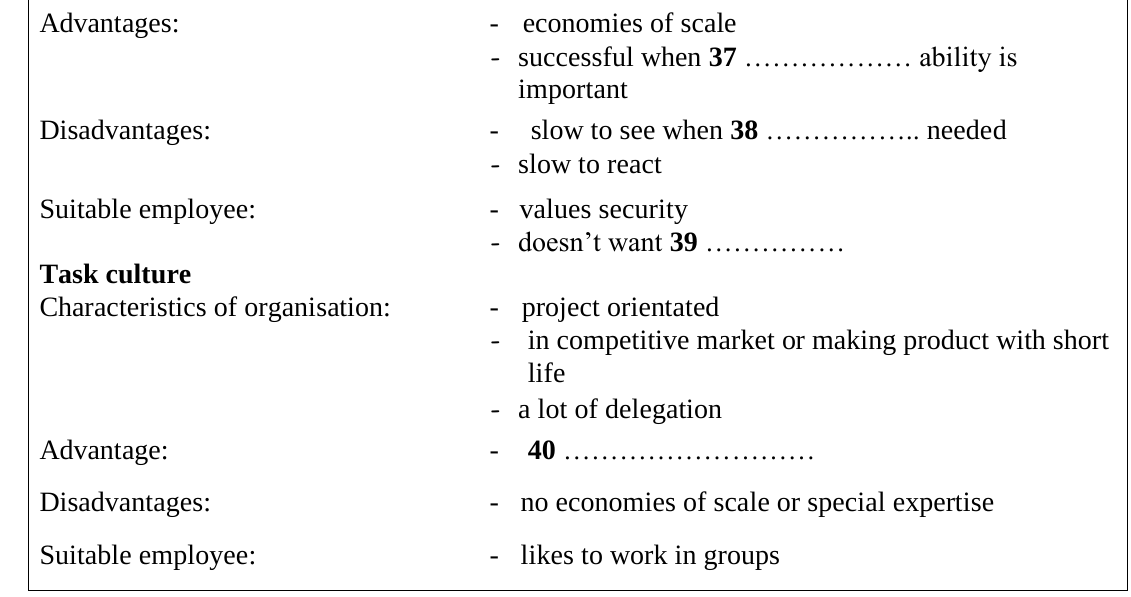 Advantages: - economies of scale
- successful when 37 ……………… ability is
important
Disadvantages: - slow to see when 38 …………….. needed
- slow to react
Suitable employee: - values security
- doesn’t want 39 ……………
Task culture
Characteristics of organisation: - project orientated
- in competitive market or making product with short
life
- a lot of delegation
Advantage: - 40 ………………………
Disadvantages: - no economies of scale or special expertise
Suitable employee: - likes to work in groups